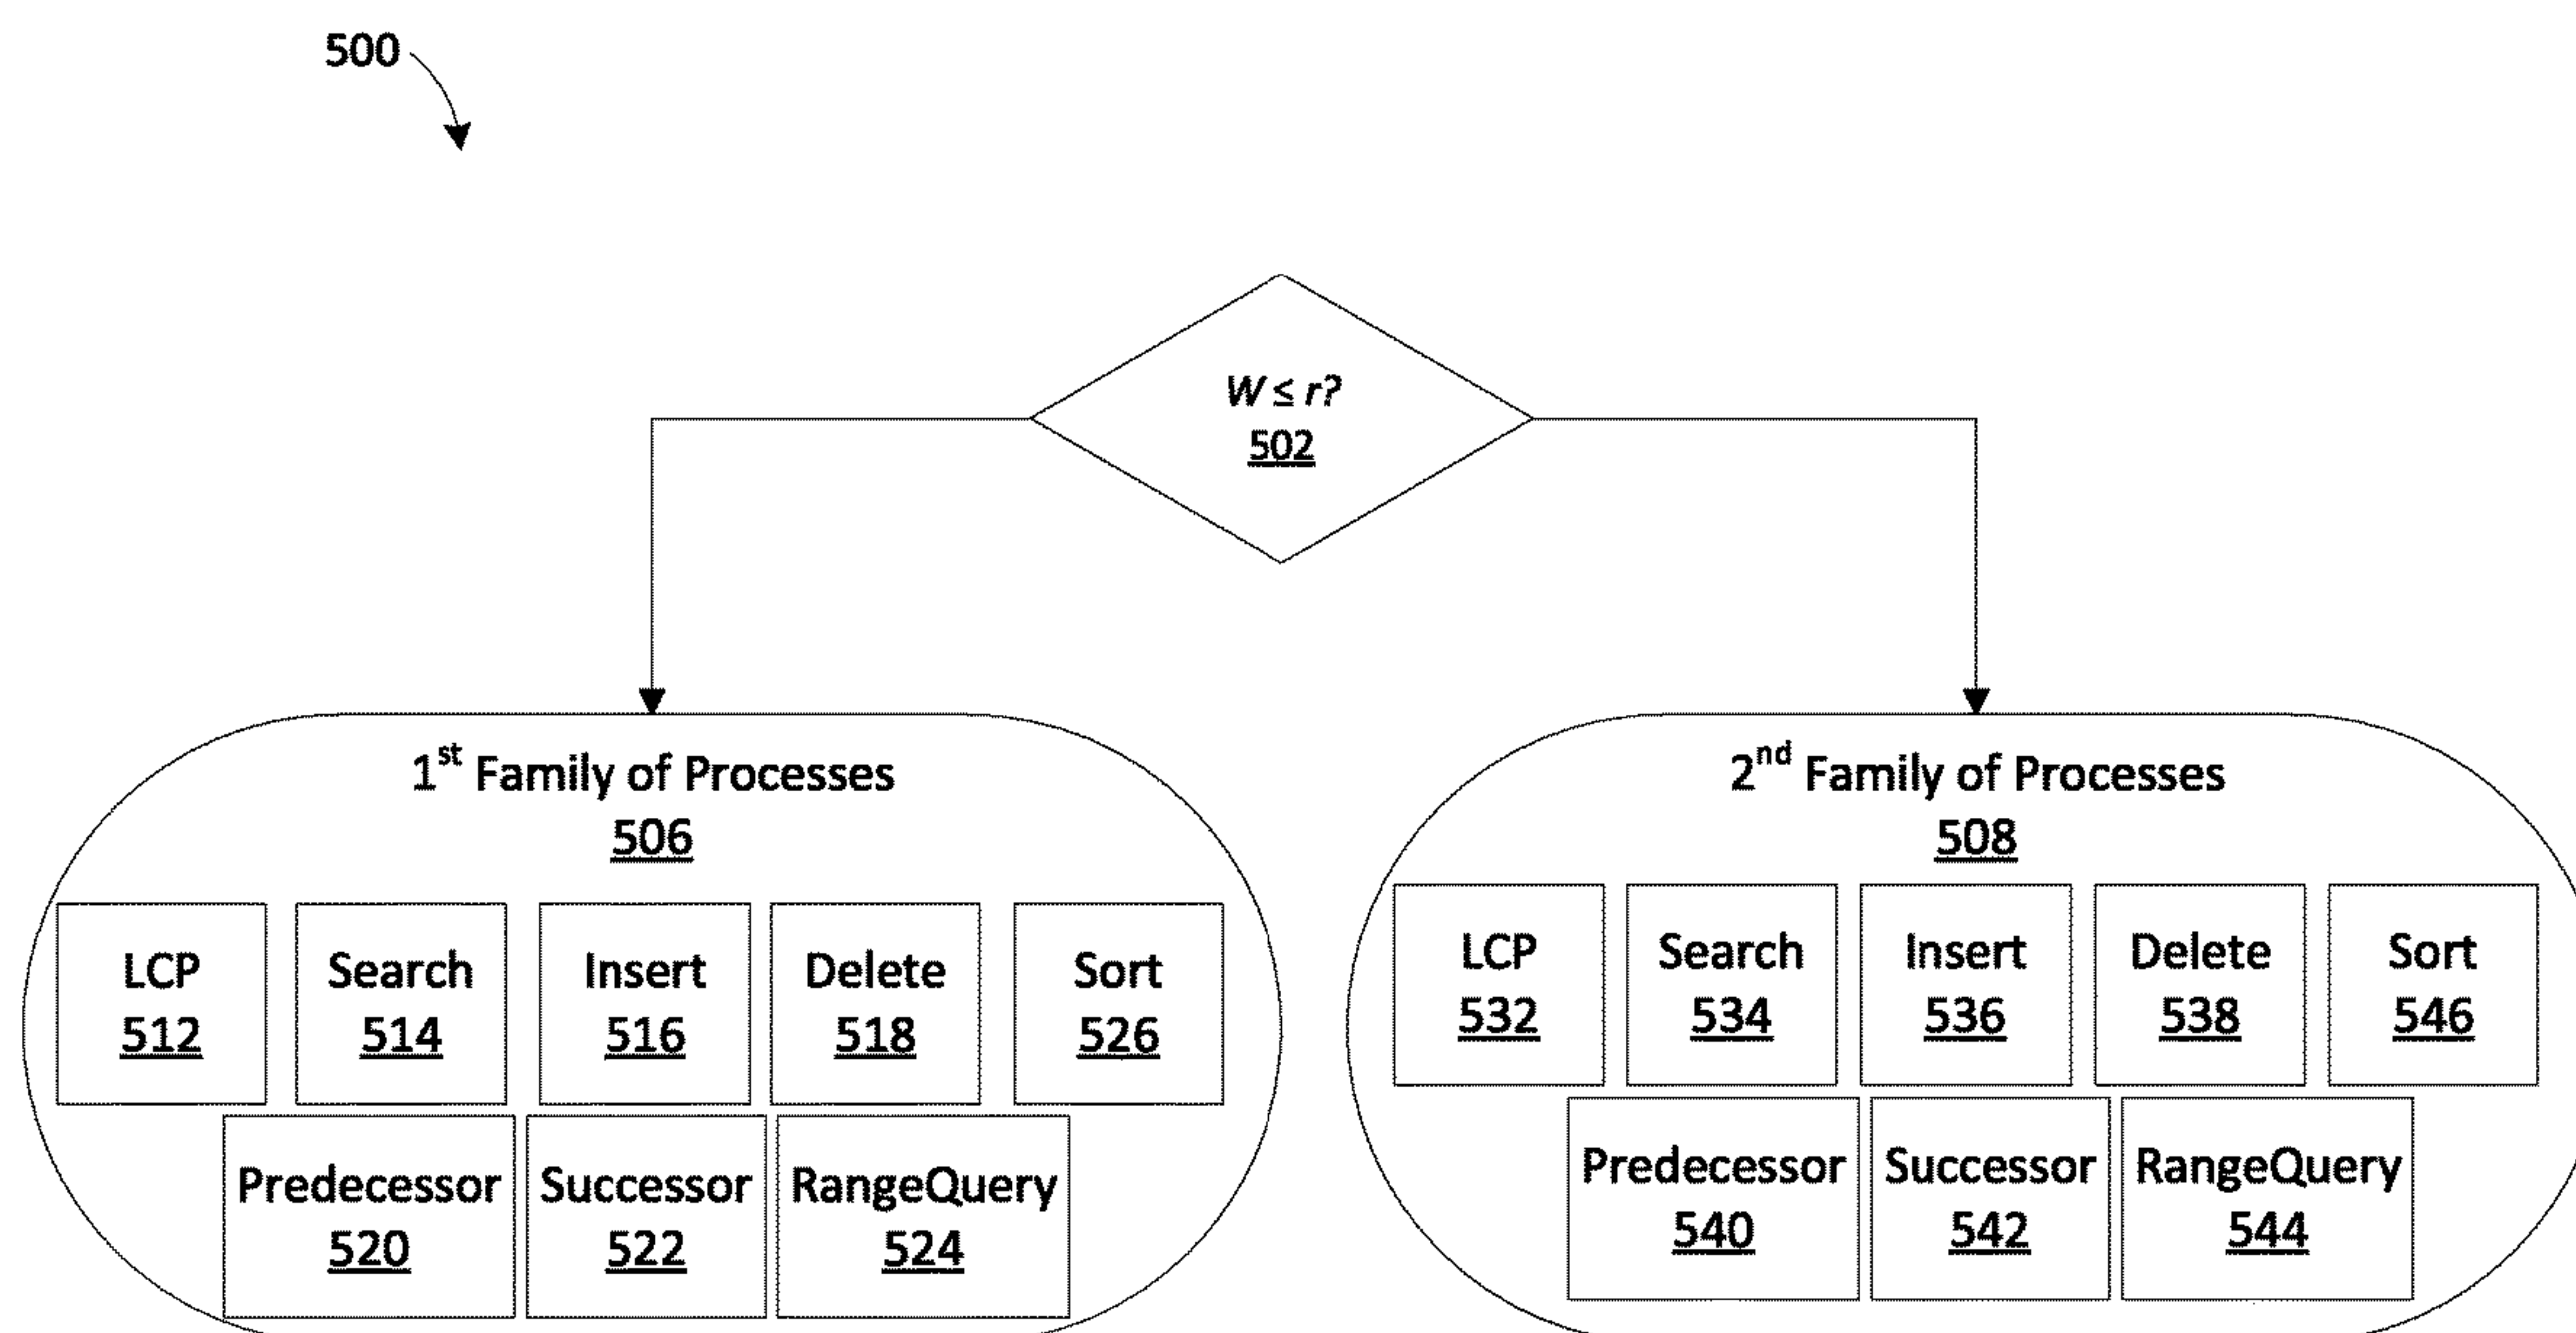 500
W ≤ r?
502
1st Family of Processes
506
LCP
512
Search
514
Insert
516
Delete
518
Sort
526
Predecessor
520
Successor
522
RangeQuery
524
2nd Family of Processes
508
LCP
532
Search
534
Insert
536
Delete
538
Sort
546
Predecessor
540
Successor
542
RangeQuery
544